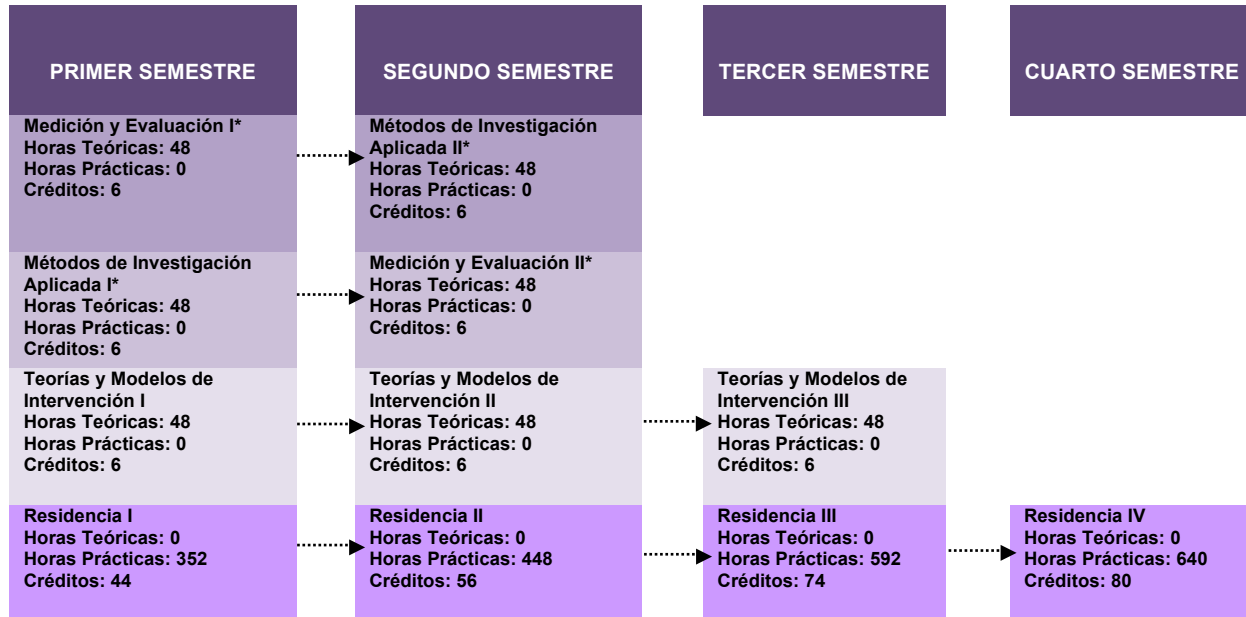 PRIMER SEMESTRE
SEGUNDO SEMESTRE
TERCER SEMESTRE
CUARTO SEMESTRE
Medición y Evaluación I*
Horas Teóricas: 48
Horas Prácticas: 0
Créditos: 6
Métodos de Investigación
Aplicada II*
Horas Teóricas: 48
Horas Prácticas: 0
Créditos: 6
Métodos de Investigación
Aplicada I*
Horas Teóricas: 48
Horas Prácticas: 0
Créditos: 6
Medición y Evaluación II*
Horas Teóricas: 48
Horas Prácticas: 0
Créditos: 6
Teorías y Modelos de
Intervención I
Horas Teóricas: 48
Horas Prácticas: 0
Créditos: 6
Teorías y Modelos de
Intervención II
Horas Teóricas: 48
Horas Prácticas: 0
Créditos: 6
Teorías y Modelos de
Intervención III
Horas Teóricas: 48
Horas Prácticas: 0
Créditos: 6
Residencia I
Horas Teóricas: 0
Horas Prácticas: 352
Créditos: 44
Residencia II
Horas Teóricas: 0
Horas Prácticas: 448
Créditos: 56
Residencia III
Horas Teóricas: 0
Horas Prácticas: 592
Créditos: 74
Residencia IV
Horas Teóricas: 0
Horas Prácticas: 640
Créditos: 80